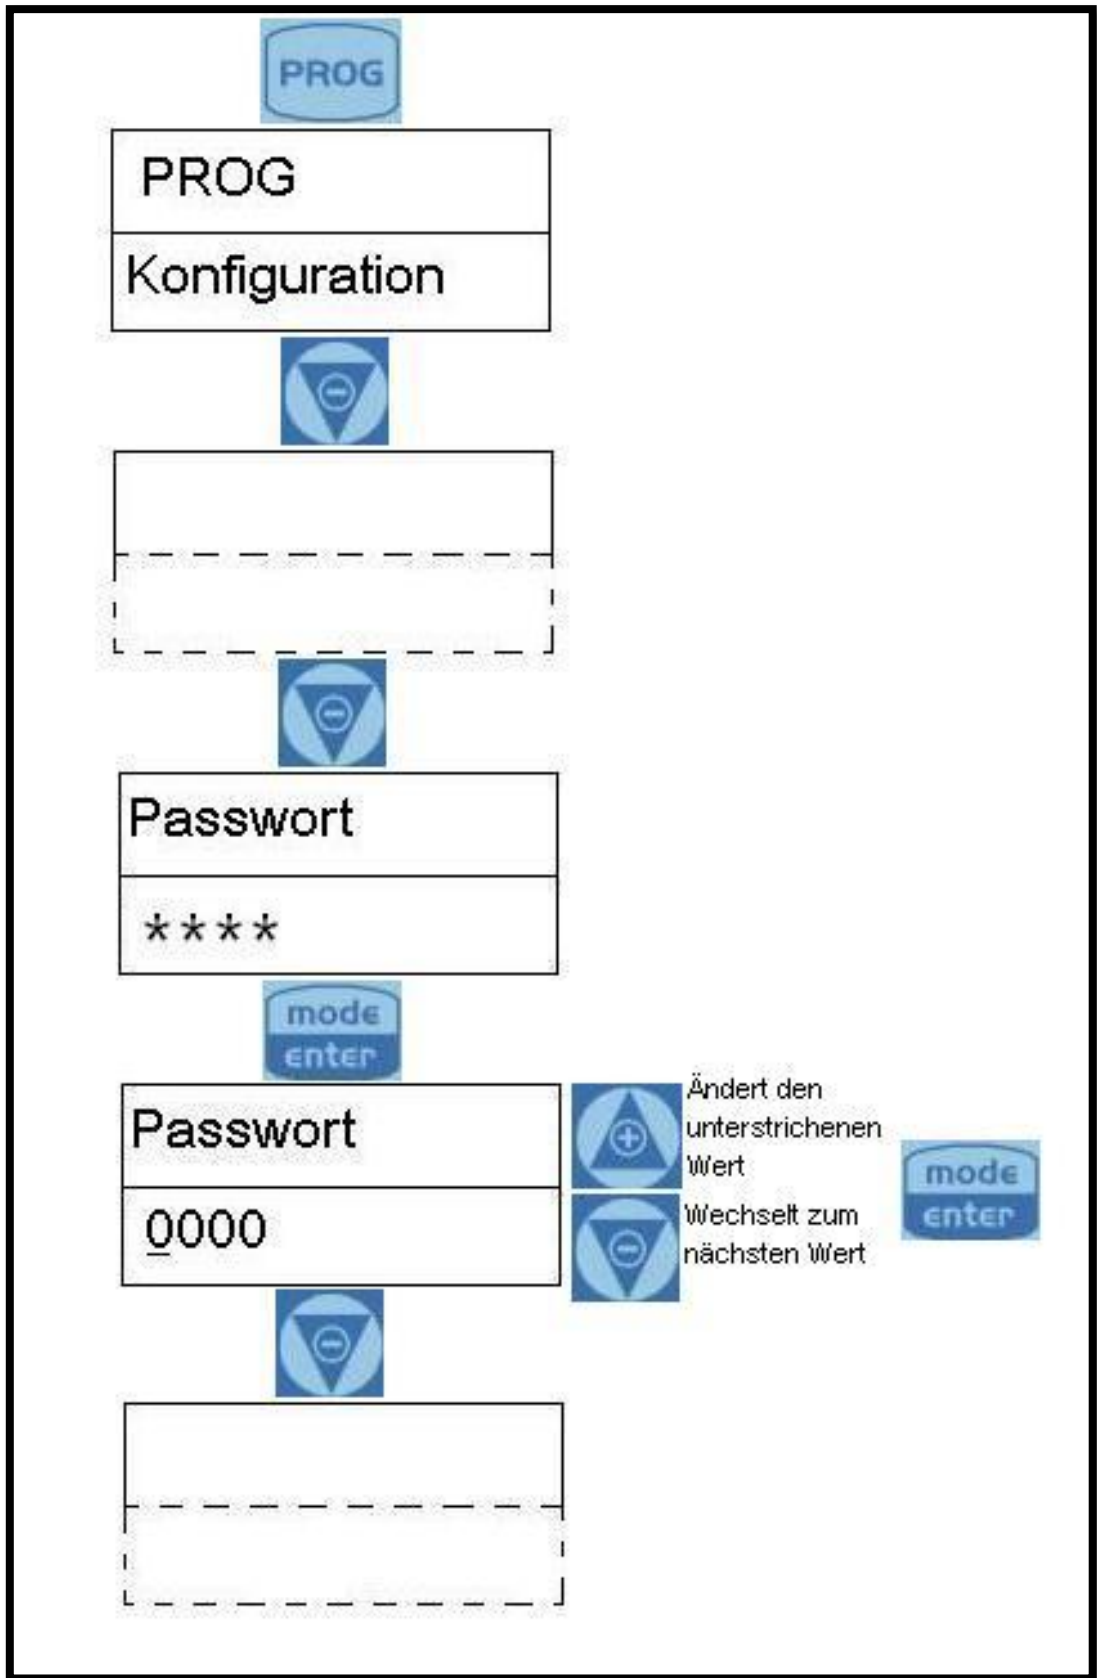 PROG
PROG
Konfiguration
Passwort
****
mode
enter
Passwort
0000
Ändert den
unterstrichenen
Wert
Wechselt zum
nächsten Wert
mode
enter